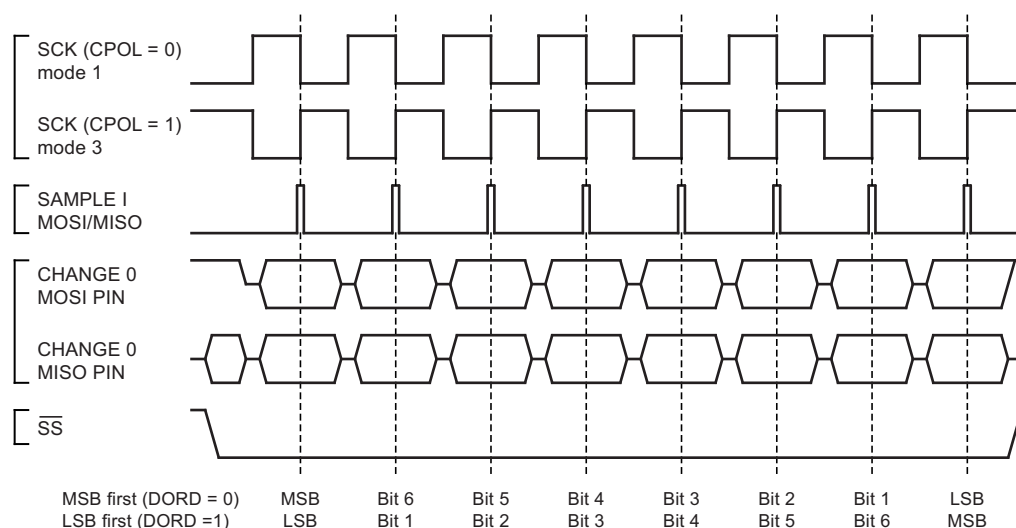 SCK (CPOL = 0)
mode 1
SCK (CPOL = 1)
mode 3
SAMPLE I
MOSI/MISO
CHANGE 0
MOSI PIN
CHANGE 0
MISO PIN
SS
MSB first (DORD = 0) MSB Bit 6 Bit 5 Bit 4 Bit 3 Bit 2 Bit 1 LSB
LSB first (DORD =1) LSB Bit 1 Bit 2 Bit 3 Bit 4 Bit 5 Bit 6 MSB